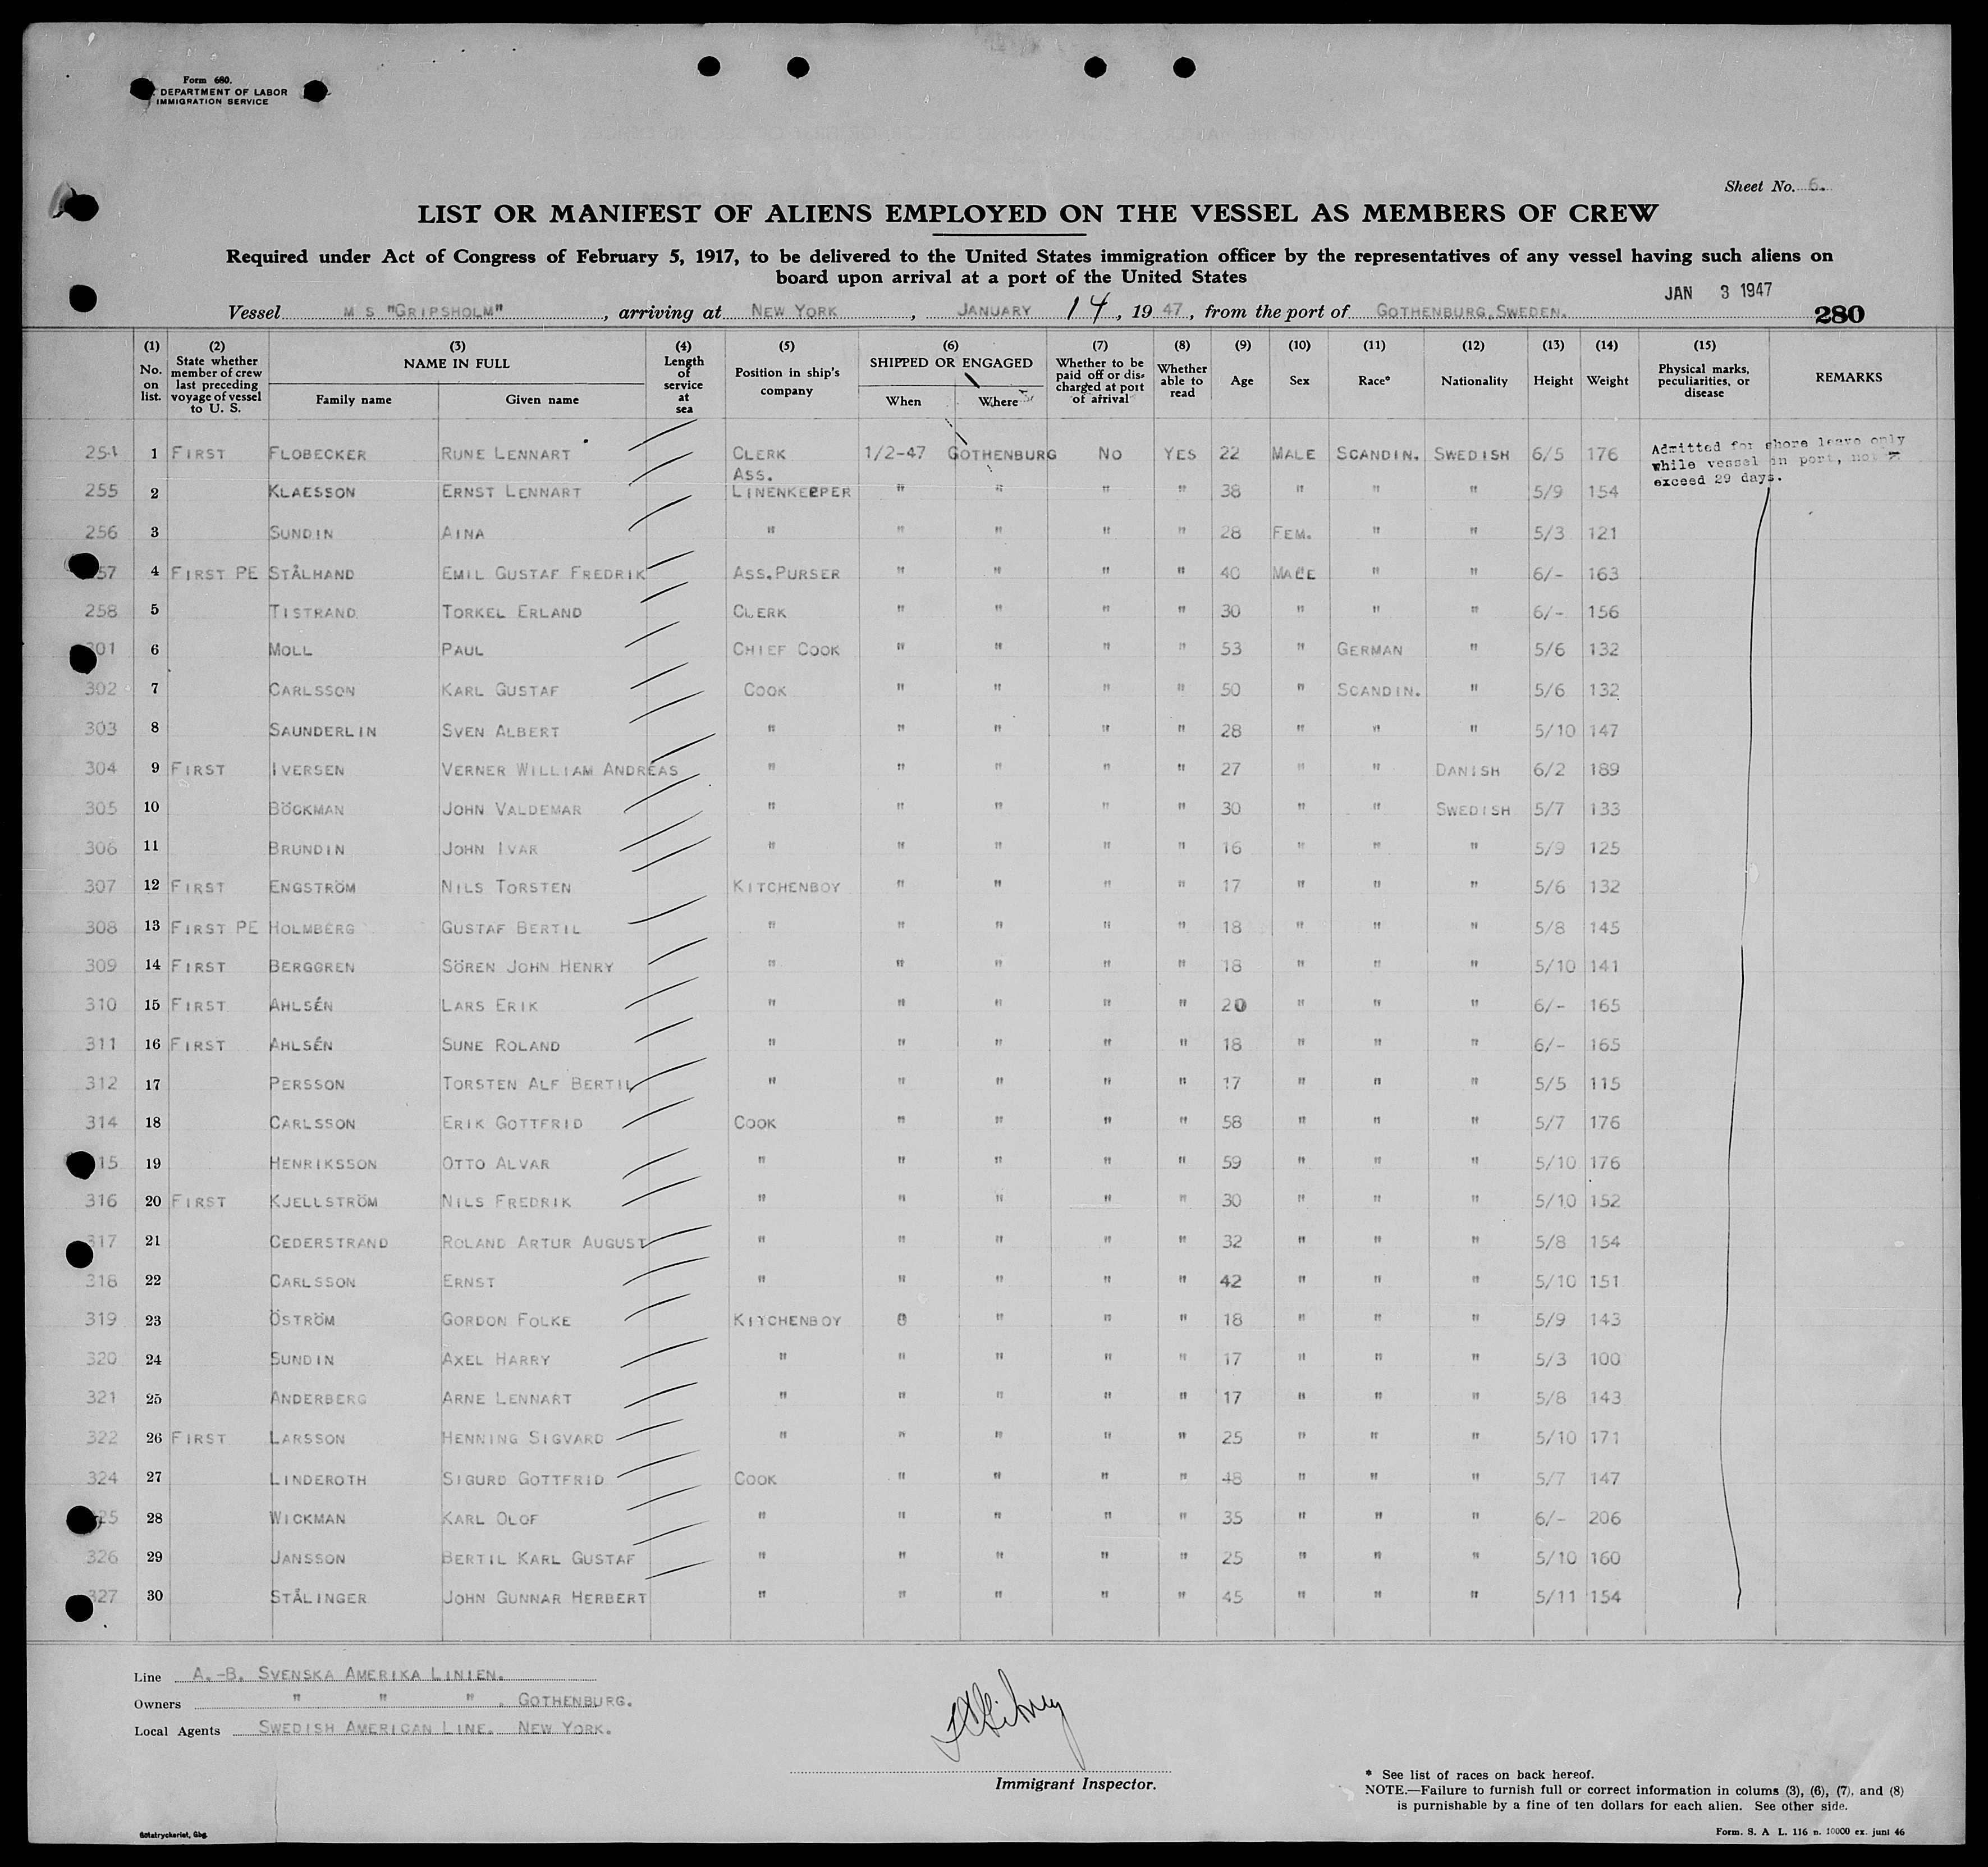 Form 680.
DEPARTMENT OF LABOR
IMMIGRATION SERVICE
Sheet No. 6.
LIST OR MANIFEST OF ALIENS EMPLOYED ON THE VESSEL AS MEMBERS OF CREW
Required under Act of Congress of February 5, 1917, to be delivered to the United States immigration officer by the representatives of any vessel having such aliens on
board upon arrival at a port of the United States
JAN 3 1947
Vessel M S "GRIPSHOLM", arriving at NEW YORK, JANUARY 14, 1947, from the port of GOTHENBURG, SWEDEN. 280
(1) No. on list. (2) State whether member of crew last preceding voyage of vessel to U. S. (3) NAME IN FULL Family name Given name (4) Length of service at sea (5) Position in ship's company (6) SHIPPED OR ENGAGED When Where (7) Whether to be paid off or discharged at port of arrival (8) Whether able to read (9) Age (10) Sex (11) Race* (12) Nationality (13) Height (14) Weight (15) Physical marks, peculiarities, or disease REMARKS
254 1 FIRST FLOBECKER RUNE LENNART CLERK 1/2-47 GOTHENBURG NO YES 22 MALE SCANDIN. SWEDISH 6/5 176 Admitted for shore leave only
while vessel in port, not
exceed 29 days.
255 2 KLAESSON ERNST LENNART ASS. LINENKEEPER " " " " 38 " " " 5/9 154
256 3 SUNDIN AINA " " " " " 28 FEM. " " 5/3 121
57 4 FIRST PE STÅLHAND EMIL GUSTAF FREDRIK ASS. PURSER " " " " 40 MALE " " 6/- 163
258 5 TISTRAND TORKEL ERLAND CLERK " " " " 30 " " " 6/- 156
301 6 MOLL PAUL CHIEF COOK " " " " 53 " GERMAN " 5/6 132
302 7 CARLSSON KARL GUSTAF COOK " " " " 50 " SCANDIN. " 5/6 132
303 8 SAUNDERLIN SVEN ALBERT " " " " " 28 " " " 5/10 147
304 9 FIRST IVERSEN VERNER WILLIAM ANDREAS " " " " " 27 " " DANISH 6/2 189
305 10 BÖCKMAN JOHN VALDEMAR " " " " " 30 " " SWEDISH 5/7 133
306 11 BRUNDIN JOHN IVAR " " " " " 16 " " " 5/9 125
307 12 FIRST ENGSTRÖM NILS TORSTEN KITCHENBOY " " " " 17 " " " 5/6 132
308 13 FIRST PE HOLMBERG GUSTAF BERTIL " " " " " 18 " " " 5/8 145
309 14 FIRST BERGGREN SÖREN JOHN HENRY " " " " " 18 " " " 5/10 141
310 15 FIRST AHLSÉN LARS ERIK " " " " " 20 " " " 6/- 165
311 16 FIRST AHLSÉN SUNE ROLAND " " " " " 18 " " " 6/- 165
312 17 PERSSON TORSTEN ALF BERTIL " " " " " 17 " " " 5/5 115
314 18 CARLSSON ERIK GOTTFRID COOK " " " " 58 " " " 5/7 176
15 19 HENRIKSSON OTTO ALVAR " " " " " 59 " " " 5/10 176
316 20 FIRST KJELLSTRÖM NILS FREDRIK " " " " " 30 " " " 5/10 152
317 21 CEDERSTRAND ROLAND ARTUR AUGUST " " " " " 32 " " " 5/8 154
318 22 CARLSSON ERNST " " " " " 42 " " " 5/10 151
319 23 ÖSTRÖM GORDON FOLKE KITCHENBOY " " " 18 " " " 5/9 143
320 24 SUNDIN AXEL HARRY " " " " " 17 " " " 5/3 100
321 25 ANDERBERG ARNE LENNART " " " " " 17 " " " 5/8 143
322 26 FIRST LARSSON HENNING SIGVARD " " " " " 25 " " " 5/10 171
324 27 LINDEROTH SIGURD GOTTFRID COOK " " " " 48 " " " 5/7 147
25 28 WICKMAN KARL OLOF " " " " " 35 " " " 6/- 206
326 29 JANSSON BERTIL KARL GUSTAF " " " " " 25 " " " 5/10 160
327 30 STÅLINGER JOHN GUNNAR HERBERT " " " " " 45 " " " 5/11 154
Line A.-B. SVENSKA AMERIKA LINIEN.
Owners " " " . GOTHENBURG.
Local Agents SWEDISH AMERICAN LINE. NEW YORK.
Immigrant Inspector.
* See list of races on back hereof.
NOTE.—Failure to furnish full or correct information in colums (3), (6), (7), and (8)
is purnishable by a fine of ten dollars for each alien. See other side.
Götatryckeriet, Gbg.
Form. S. A L. 116 n. 10000 ex. juni 46